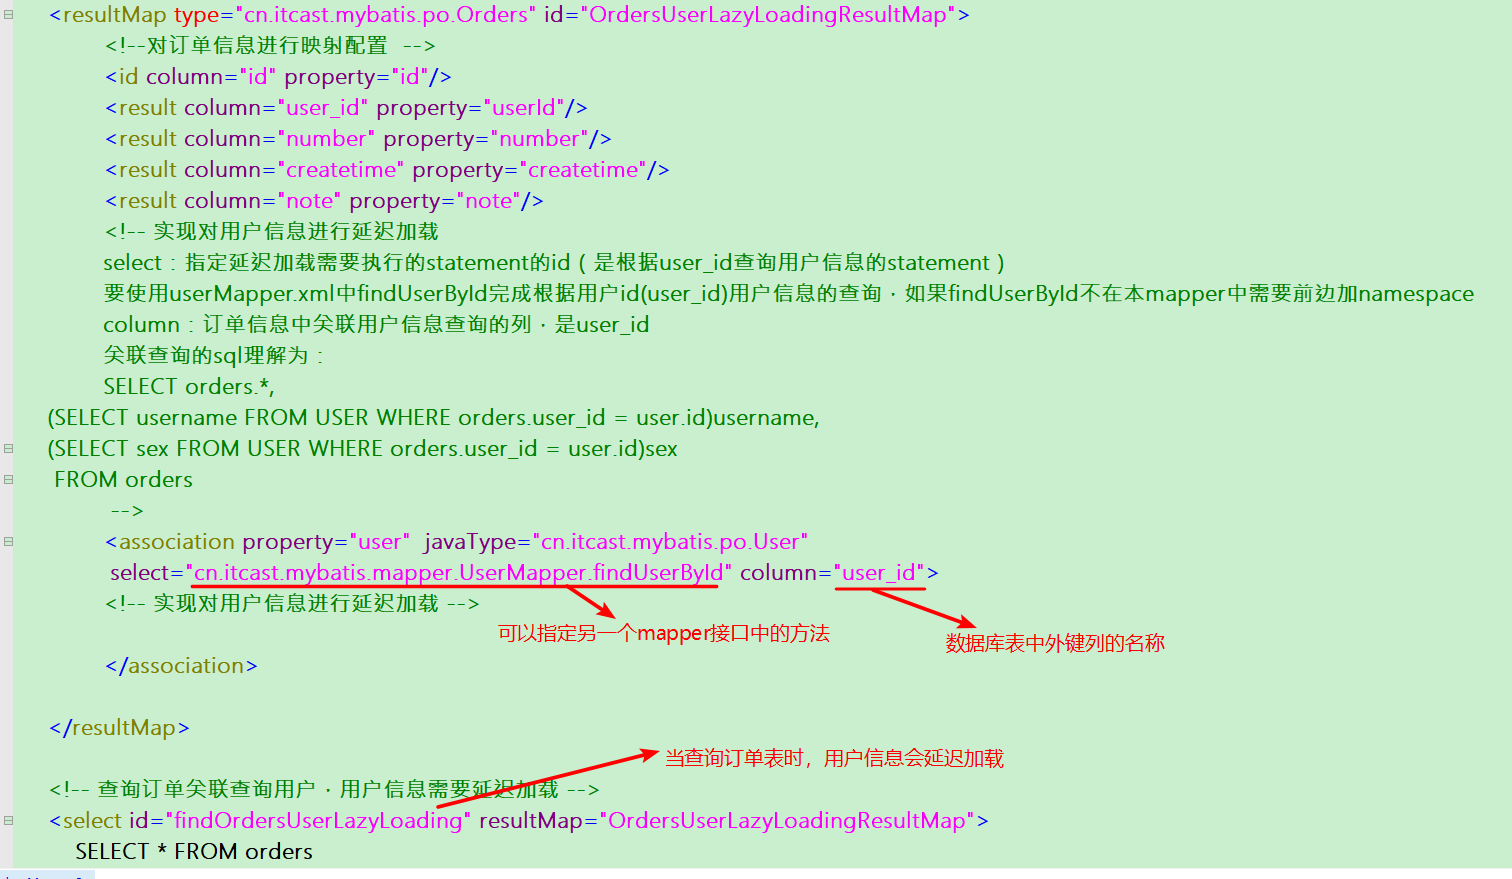 <resultMap type="cn.itcast.mybatis.po.Orders" id="OrdersUserLazyLoadingResultMap">
<!--对订单信息进行映射配置  -->
<id column="id" property="id"/>
<result column="user_id" property="userId"/>
<result column="number" property="number"/>
<result column="createtime" property="createtime"/>
<result column="note" property="note"/>
<!-- 实现对用户信息进行延迟加载
select：指定延迟加载需要执行的statement的id（是根据user_id查询用户信息的statement）
要使用userMapper.xml中findUserById完成根据用户id(user_id)用户信息的查询，如果findUserById不在本mapper中需要前边加namespace
column：订单信息中关联用户信息查询的列，是user_id
关联查询的sql理解为：
SELECT orders.*,
(SELECT username FROM USER WHERE orders.user_id = user.id)username,
(SELECT sex FROM USER WHERE orders.user_id = user.id)sex
FROM orders
-->
<association property="user"  javaType="cn.itcast.mybatis.po.User"
select="cn.itcast.mybatis.mapper.UserMapper.findUserById" column="user_id">
<!-- 实现对用户信息进行延迟加载 -->
可以指定另一个mapper接口中的方法
数据库表中外键列的名称
</association>
</resultMap>
当查询订单表时，用户信息会延迟加载
<!-- 查询订单关联查询用户，用户信息需要延迟加载 -->
<select id="findOrdersUserLazyLoading" resultMap="OrdersUserLazyLoadingResultMap">
SELECT * FROM orders